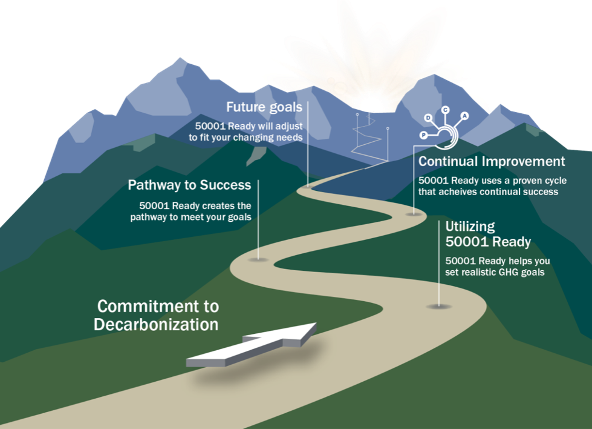 Future goals
50001 Ready will adjust
to fit your changing needs
P
D
C
A
Continual Improvement
50001 Ready uses a proven cycle
that acheives continual success
Pathway to Success
50001 Ready creates the
pathway to meet your goals
Utilizing
50001 Ready
50001 Ready helps you
set realistic GHG goals
Commitment to
Decarbonization